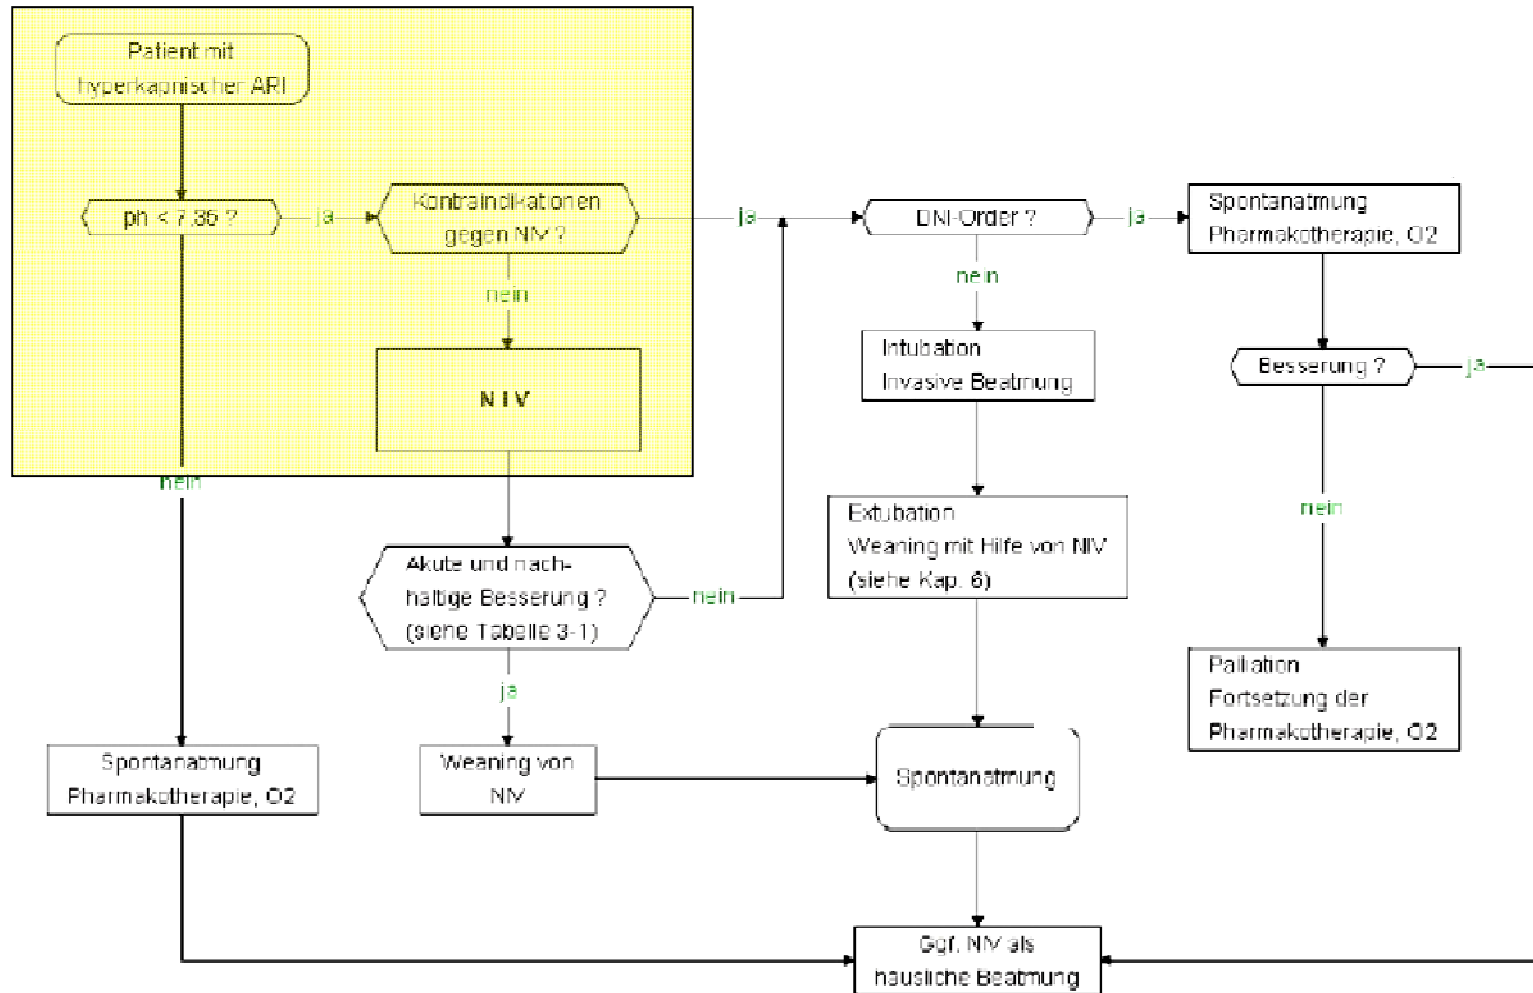 Patient mit
hyperkapnischer ARI
ph < 7,35 ?
ja
Kontraindikationen
gegen NIV ?
ja
DNI-Order ?
ja
Spontanatmung
Pharmakotherapie, O2
nein
nein
Intubation
Invasive Beatmung
Besserung ?
ja
NIV
nein
nein
Extubation
Weaning mit Hilfe von NIV
(siehe Kap. 6)
Akute und nach-
haltige Besserung ?
(siehe Tabelle 3-1)
nein
ja
Palliation
Fortsetzung der
Pharmakotherapie, O2
Spontanatmung
Pharmakotherapie, O2
Weaning von
NIV
Spontanatmung
Ggf. NIV als
häusliche Beatmung